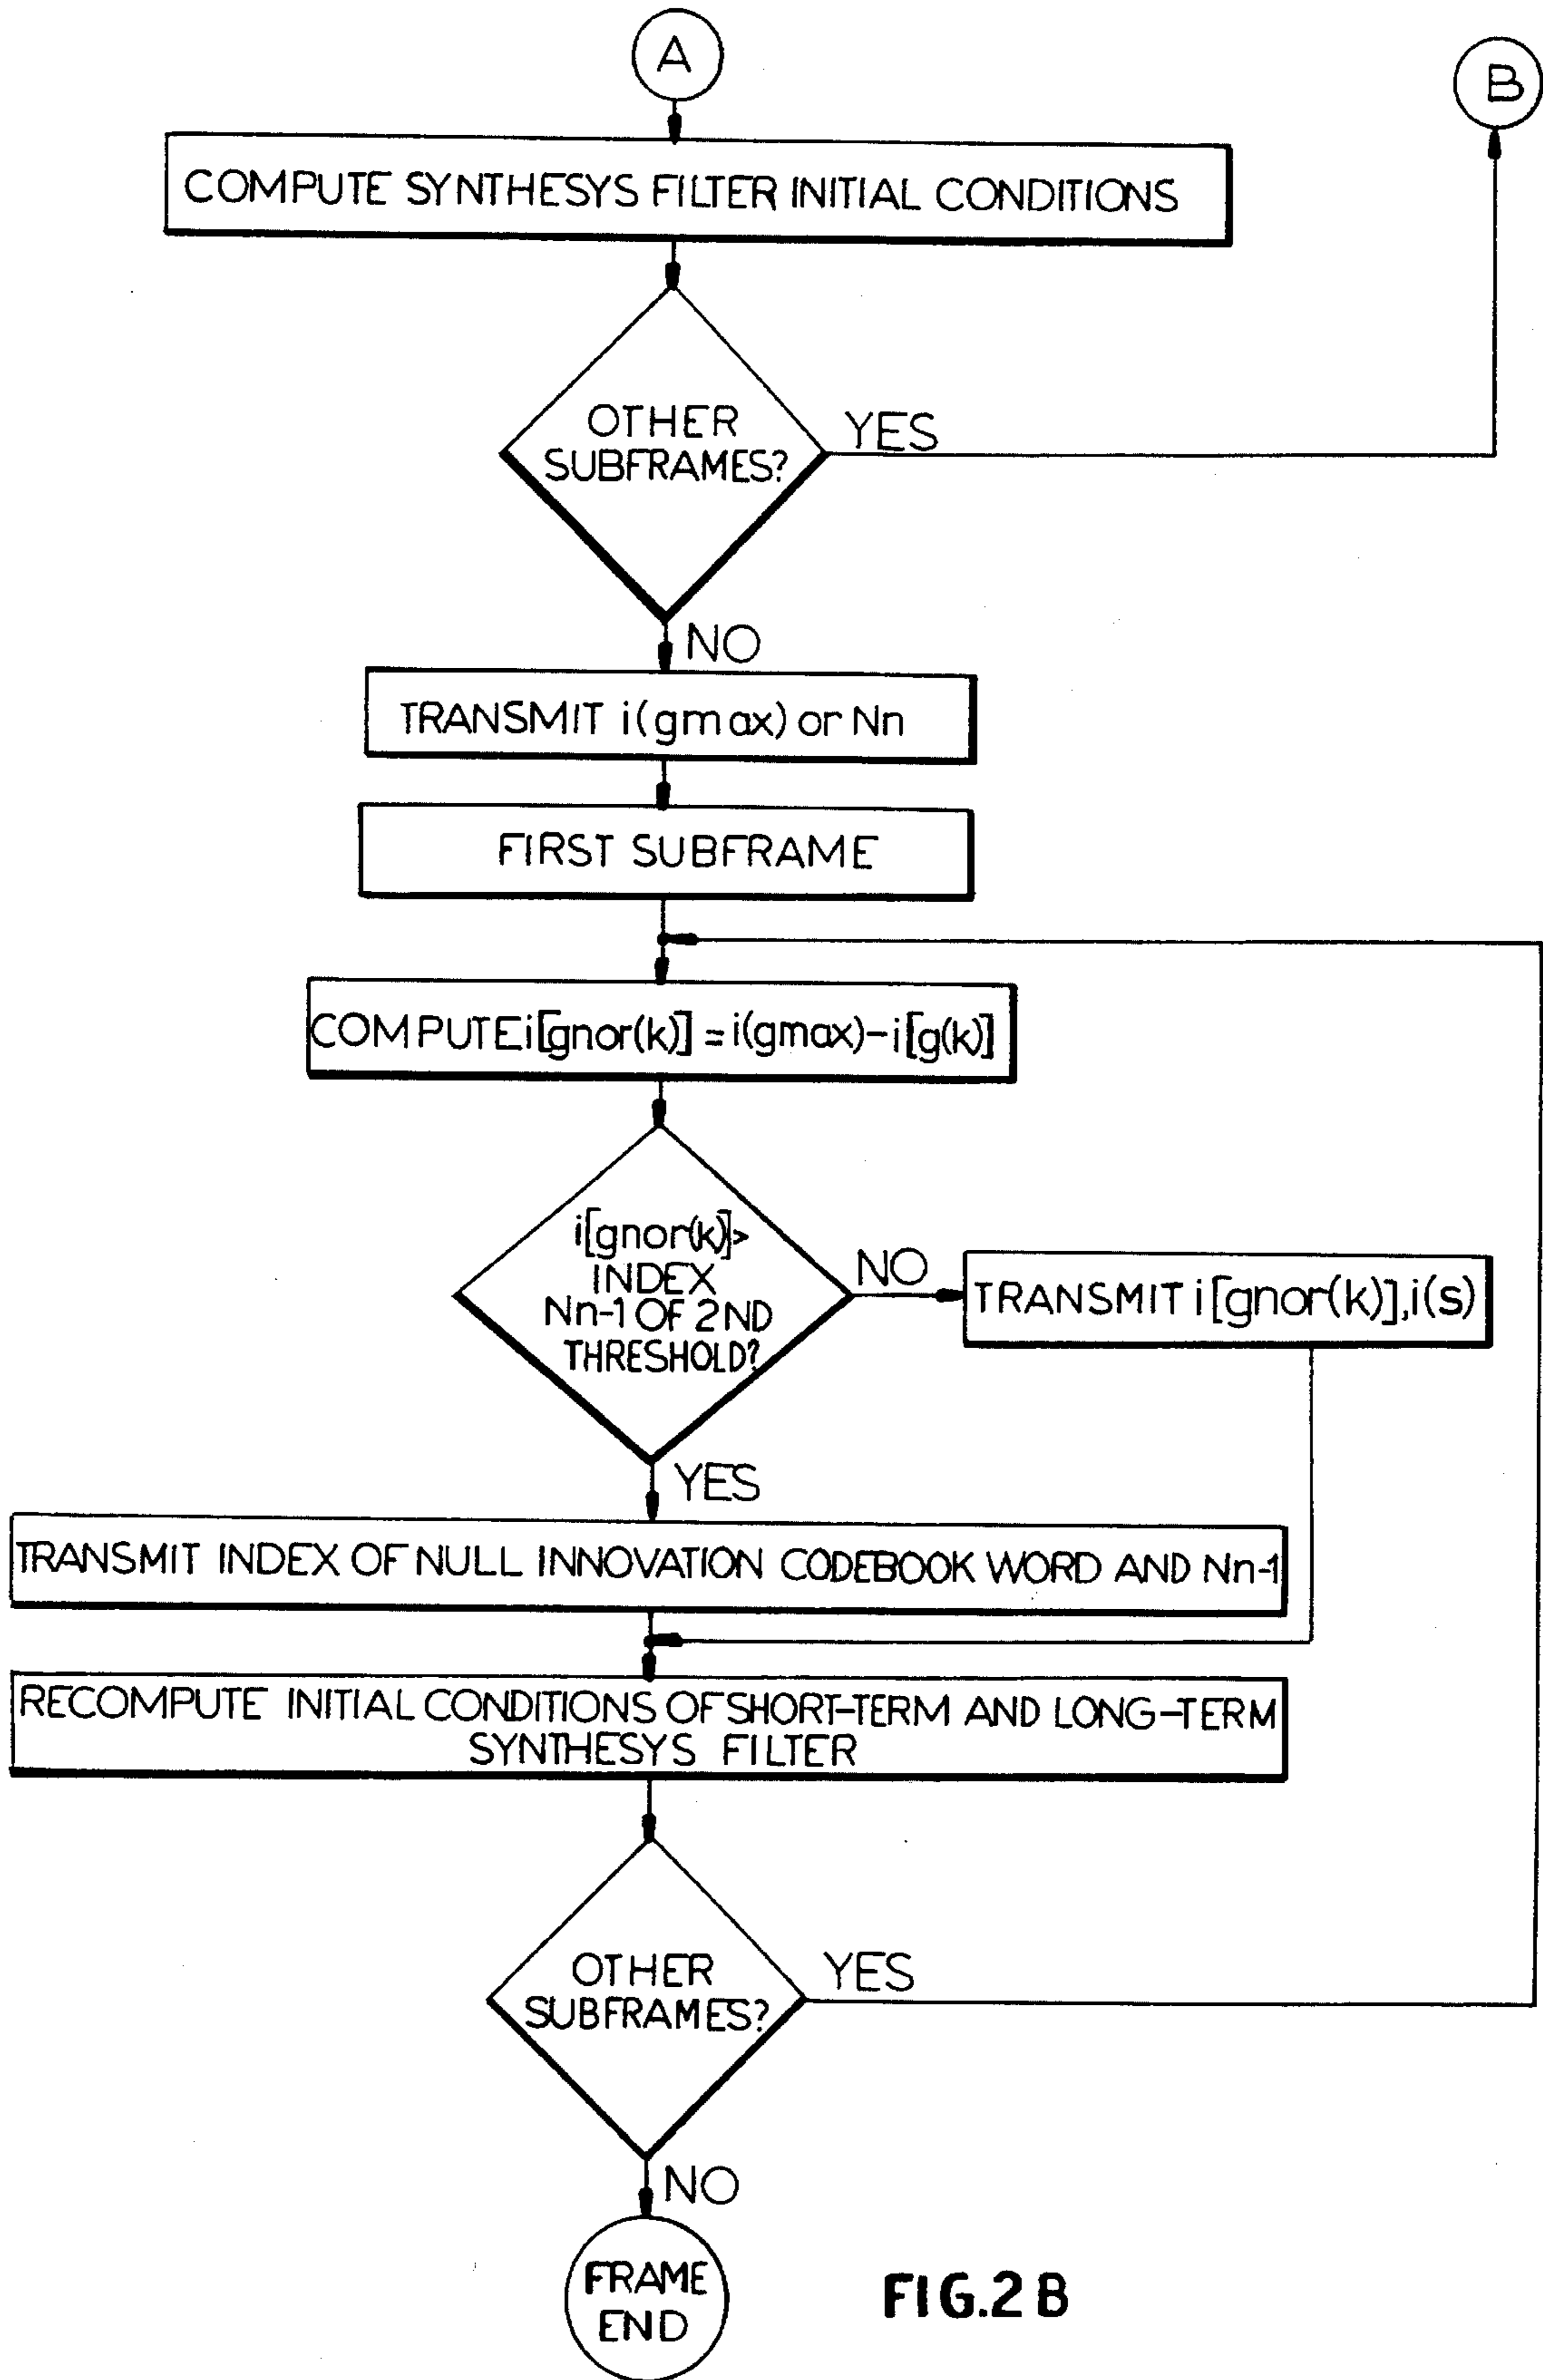 A
B
COMPUTE SYNTHESYS FILTER INITIAL CONDITIONS
OTHER
SUBFRAMES?
YES
NO
TRANSMIT i(gmax) or Nn
FIRST SUBFRAME
COMPUTE i[gnor(k)] = i(gmax)-i[g(k)]
i[gnor(k)]>
INDEX
Nn-1 OF 2ND
THRESHOLD?
NO
TRANSMIT i[gnor(k)],i(s)
YES
TRANSMIT INDEX OF NULL INNOVATION CODEBOOK WORD AND Nn-1
RECOMPUTE INITIAL CONDITIONS OF SHORT-TERM AND LONG-TERM
SYNTHESYS FILTER
OTHER
SUBFRAMES?
YES
NO
FRAME
END
FIG.2B